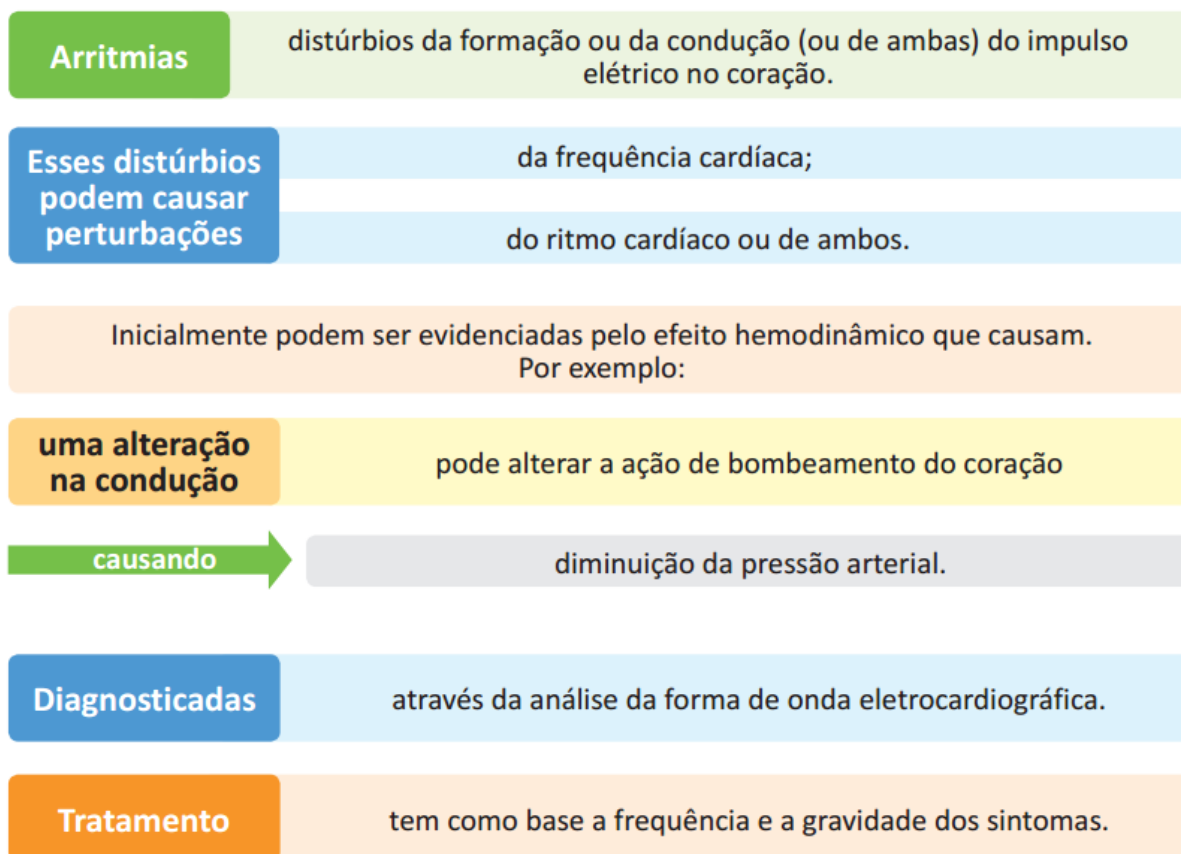 Arritmias
distúrbios da formação ou da condução (ou de ambas) do impulso
elétrico no coração.
Esses distúrbios
podem causar
perturbações
da frequência cardíaca;
do ritmo cardíaco ou de ambos.
Inicialmente podem ser evidenciadas pelo efeito hemodinâmico que causam.
Por exemplo:
uma alteração
na condução
pode alterar a ação de bombeamento do coração
causando
diminuição da pressão arterial.
Diagnosticadas
através da análise da forma de onda eletrocardiográfica.
Tratamento
tem como base a frequência e a gravidade dos sintomas.